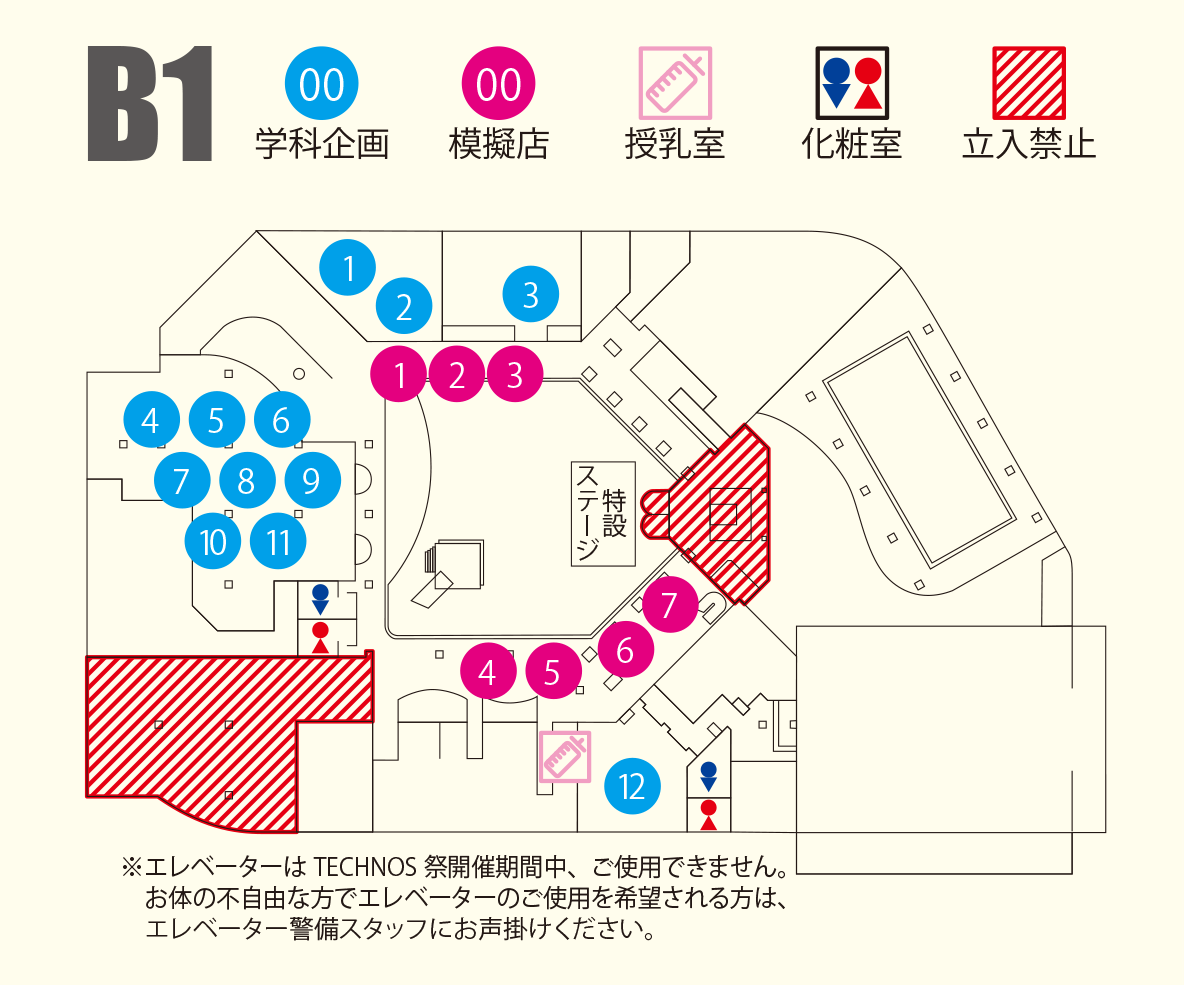 B1
00
00
学科企画
模擬店
授乳室
化粧室
立入禁止
1
2
3
1
2
3
4
5
6
7
8
9
10
11
特設
ステージ
7
6
4
5
12
※エレベーターは TECHNOS 祭開催期間中、ご使用できません。
お体の不自由な方でエレベーターのご使用を希望される方は、
エレベーター警備スタッフにお声掛けください。